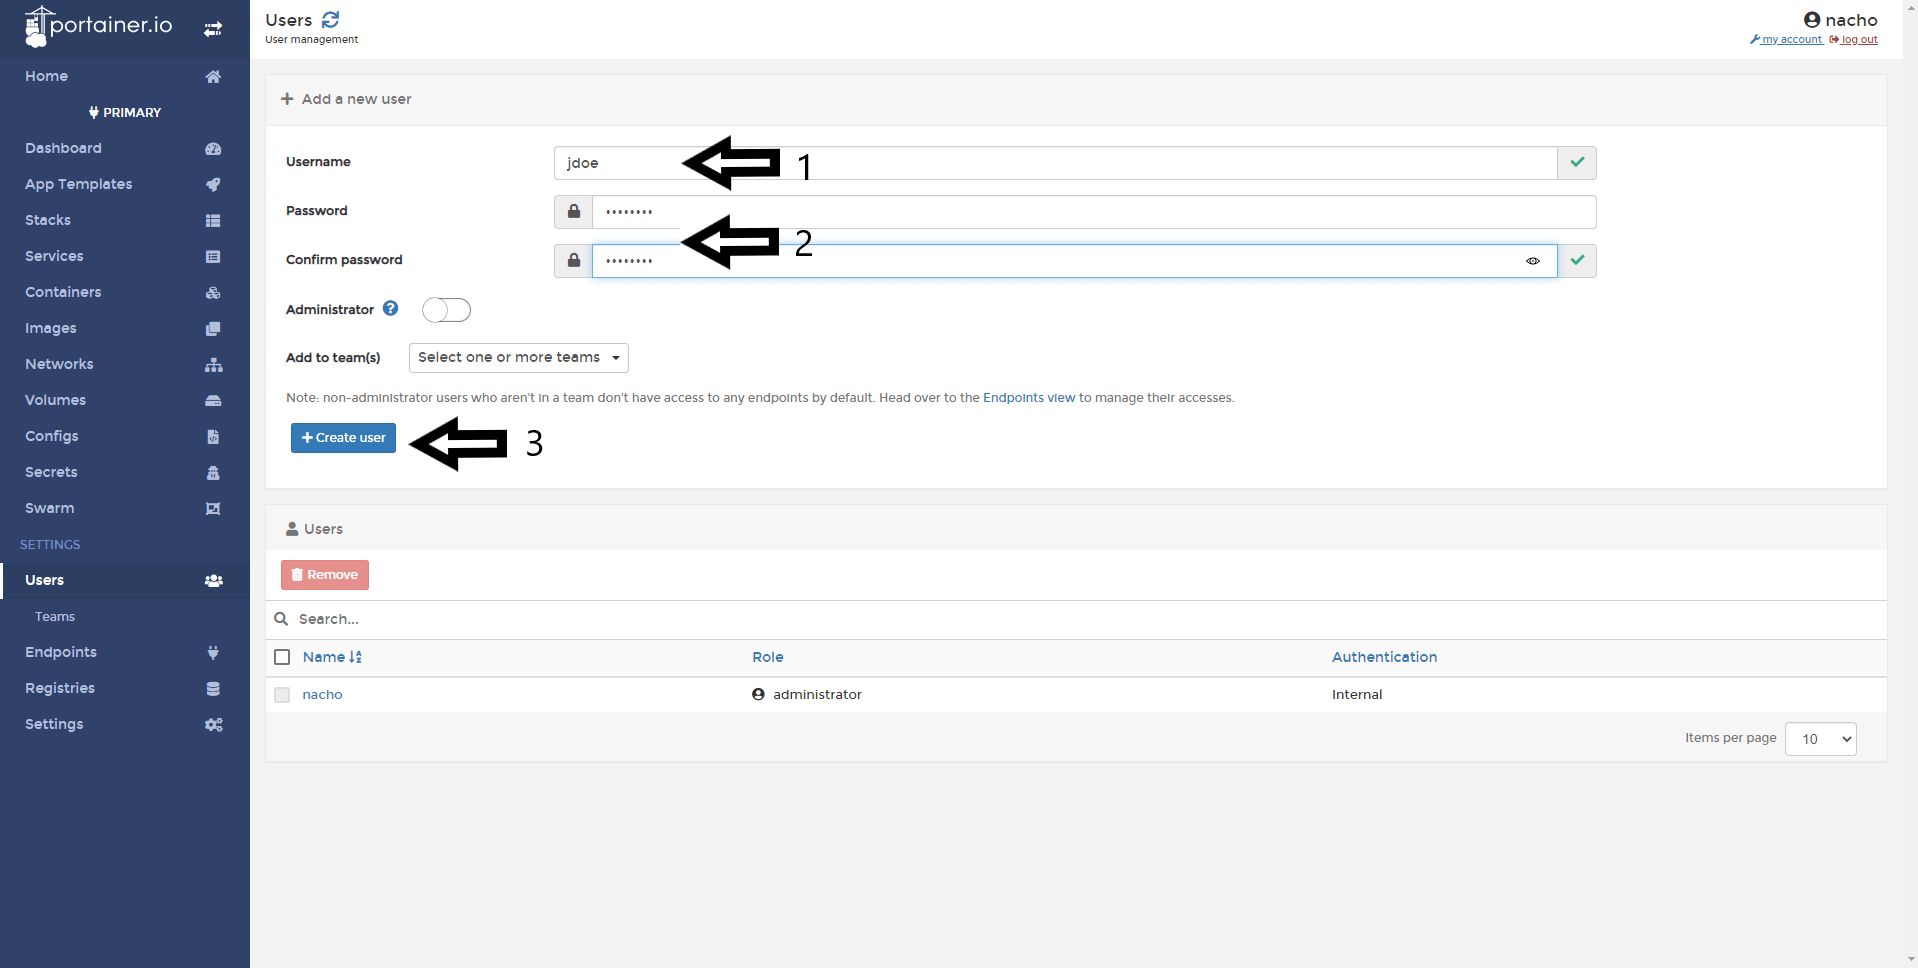 portainer.io
Home
PRIMARY
Dashboard
App Templates
Stacks
Services
Containers
Images
Networks
Volumes
Configs
Secrets
Swarm
SETTINGS
Users
Teams
Endpoints
Registries
Settings
Users
User management
nacho
my account log out
Add a new user
Username jdoe 1
Password ••••••••
2
Confirm password ••••••••
Administrator
Add to team(s) Select one or more teams
Note: non-administrator users who aren't in a team don't have access to any endpoints by default. Head over to the Endpoints view to manage their accesses.
Create user 3
Users
Remove
Search...
Name Role Authentication
nacho administrator Internal
Items per page 10